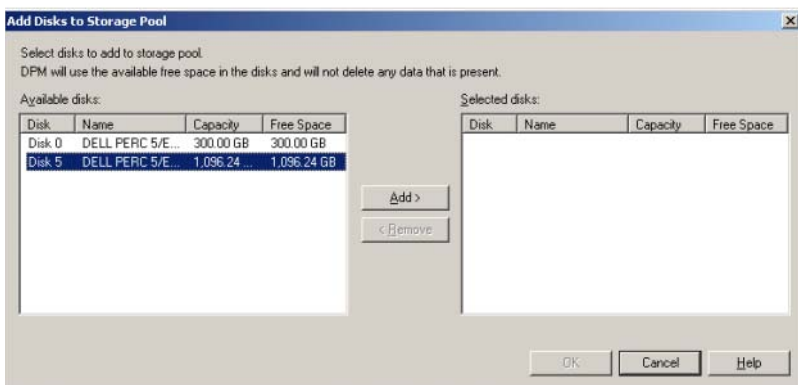 Add Disks to Storage Pool
Select disks to add to storage pool.
DPM will use the available free space in the disks and will not delete any data that is present.
Available disks:
Disk Name Capacity Free Space
Disk 0 DELL PERC 5/E... 300.00 GB 300.00 GB
Disk 5 DELL PERC 5/E... 1,096.24 ... 1,096.24 GB
Add >
< Remove
Selected disks:
Disk Name Capacity Free Space
OK Cancel Help